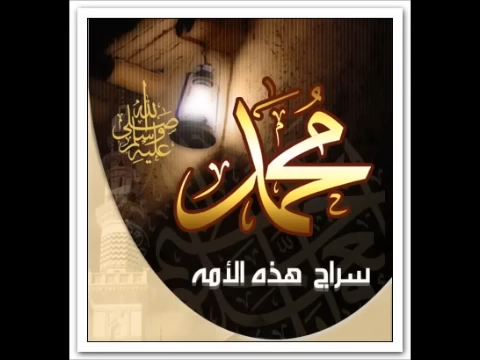 صلى الله عليه وسلم
محمد
سراج هذه الأمه